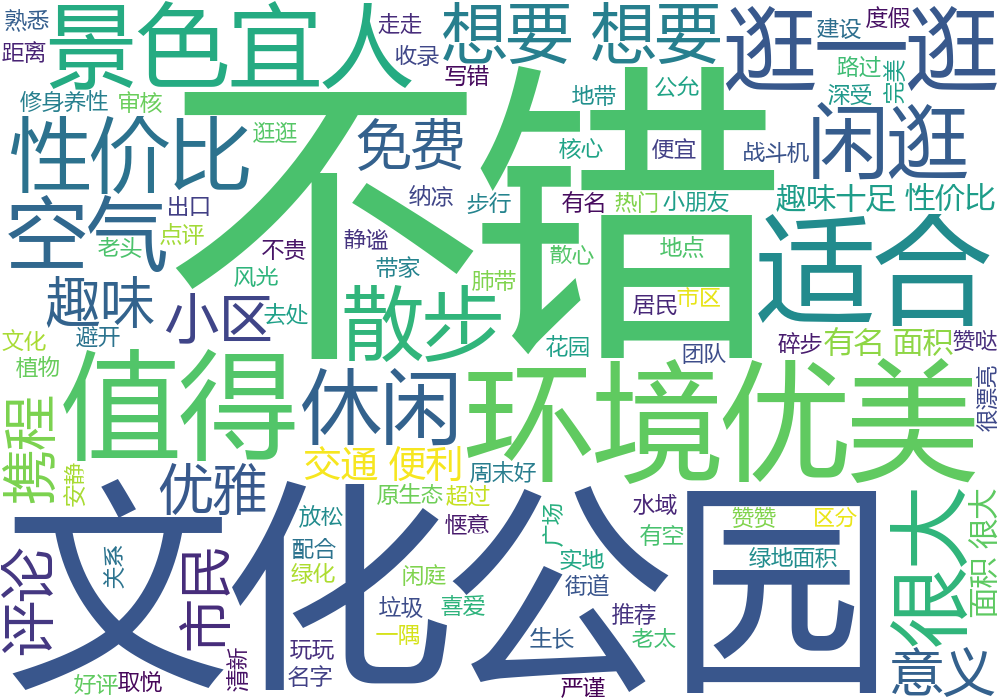 熟悉
走走
想要 想要
逛一逛
建设
度假
景色宜人
距离
收录
写错
路过
完美
修身养性
审核
不错
地带
公允
深受
闲逛
性价比
逛逛
免费
核心
便宜
战斗机
空气
出口
纳凉
步行
有名
热门
小朋友
趣味十足 性价比
老头
点评
不贵
静谧
散心
地点
适合
风光
带家
肺带
趣味
小区
去处
散步
居民
市区
避开
文化
植物
花园
团队
碎步
有名 面积
赞哒
值得
休闲
环境优美
很漂亮
携程
交通 便利
安静
优雅
周末好
原生态
超过
水域
很大
很大
面积
文化公园
放松
惬意
广场
有空
赞赞
区分
关系
配合
实地
绿地面积
评论
市民
绿化
闲庭
街道
垃圾
喜爱
推荐
一隅
生长
老太
清新
玩玩
意义
好评
取悦
名字
严谨